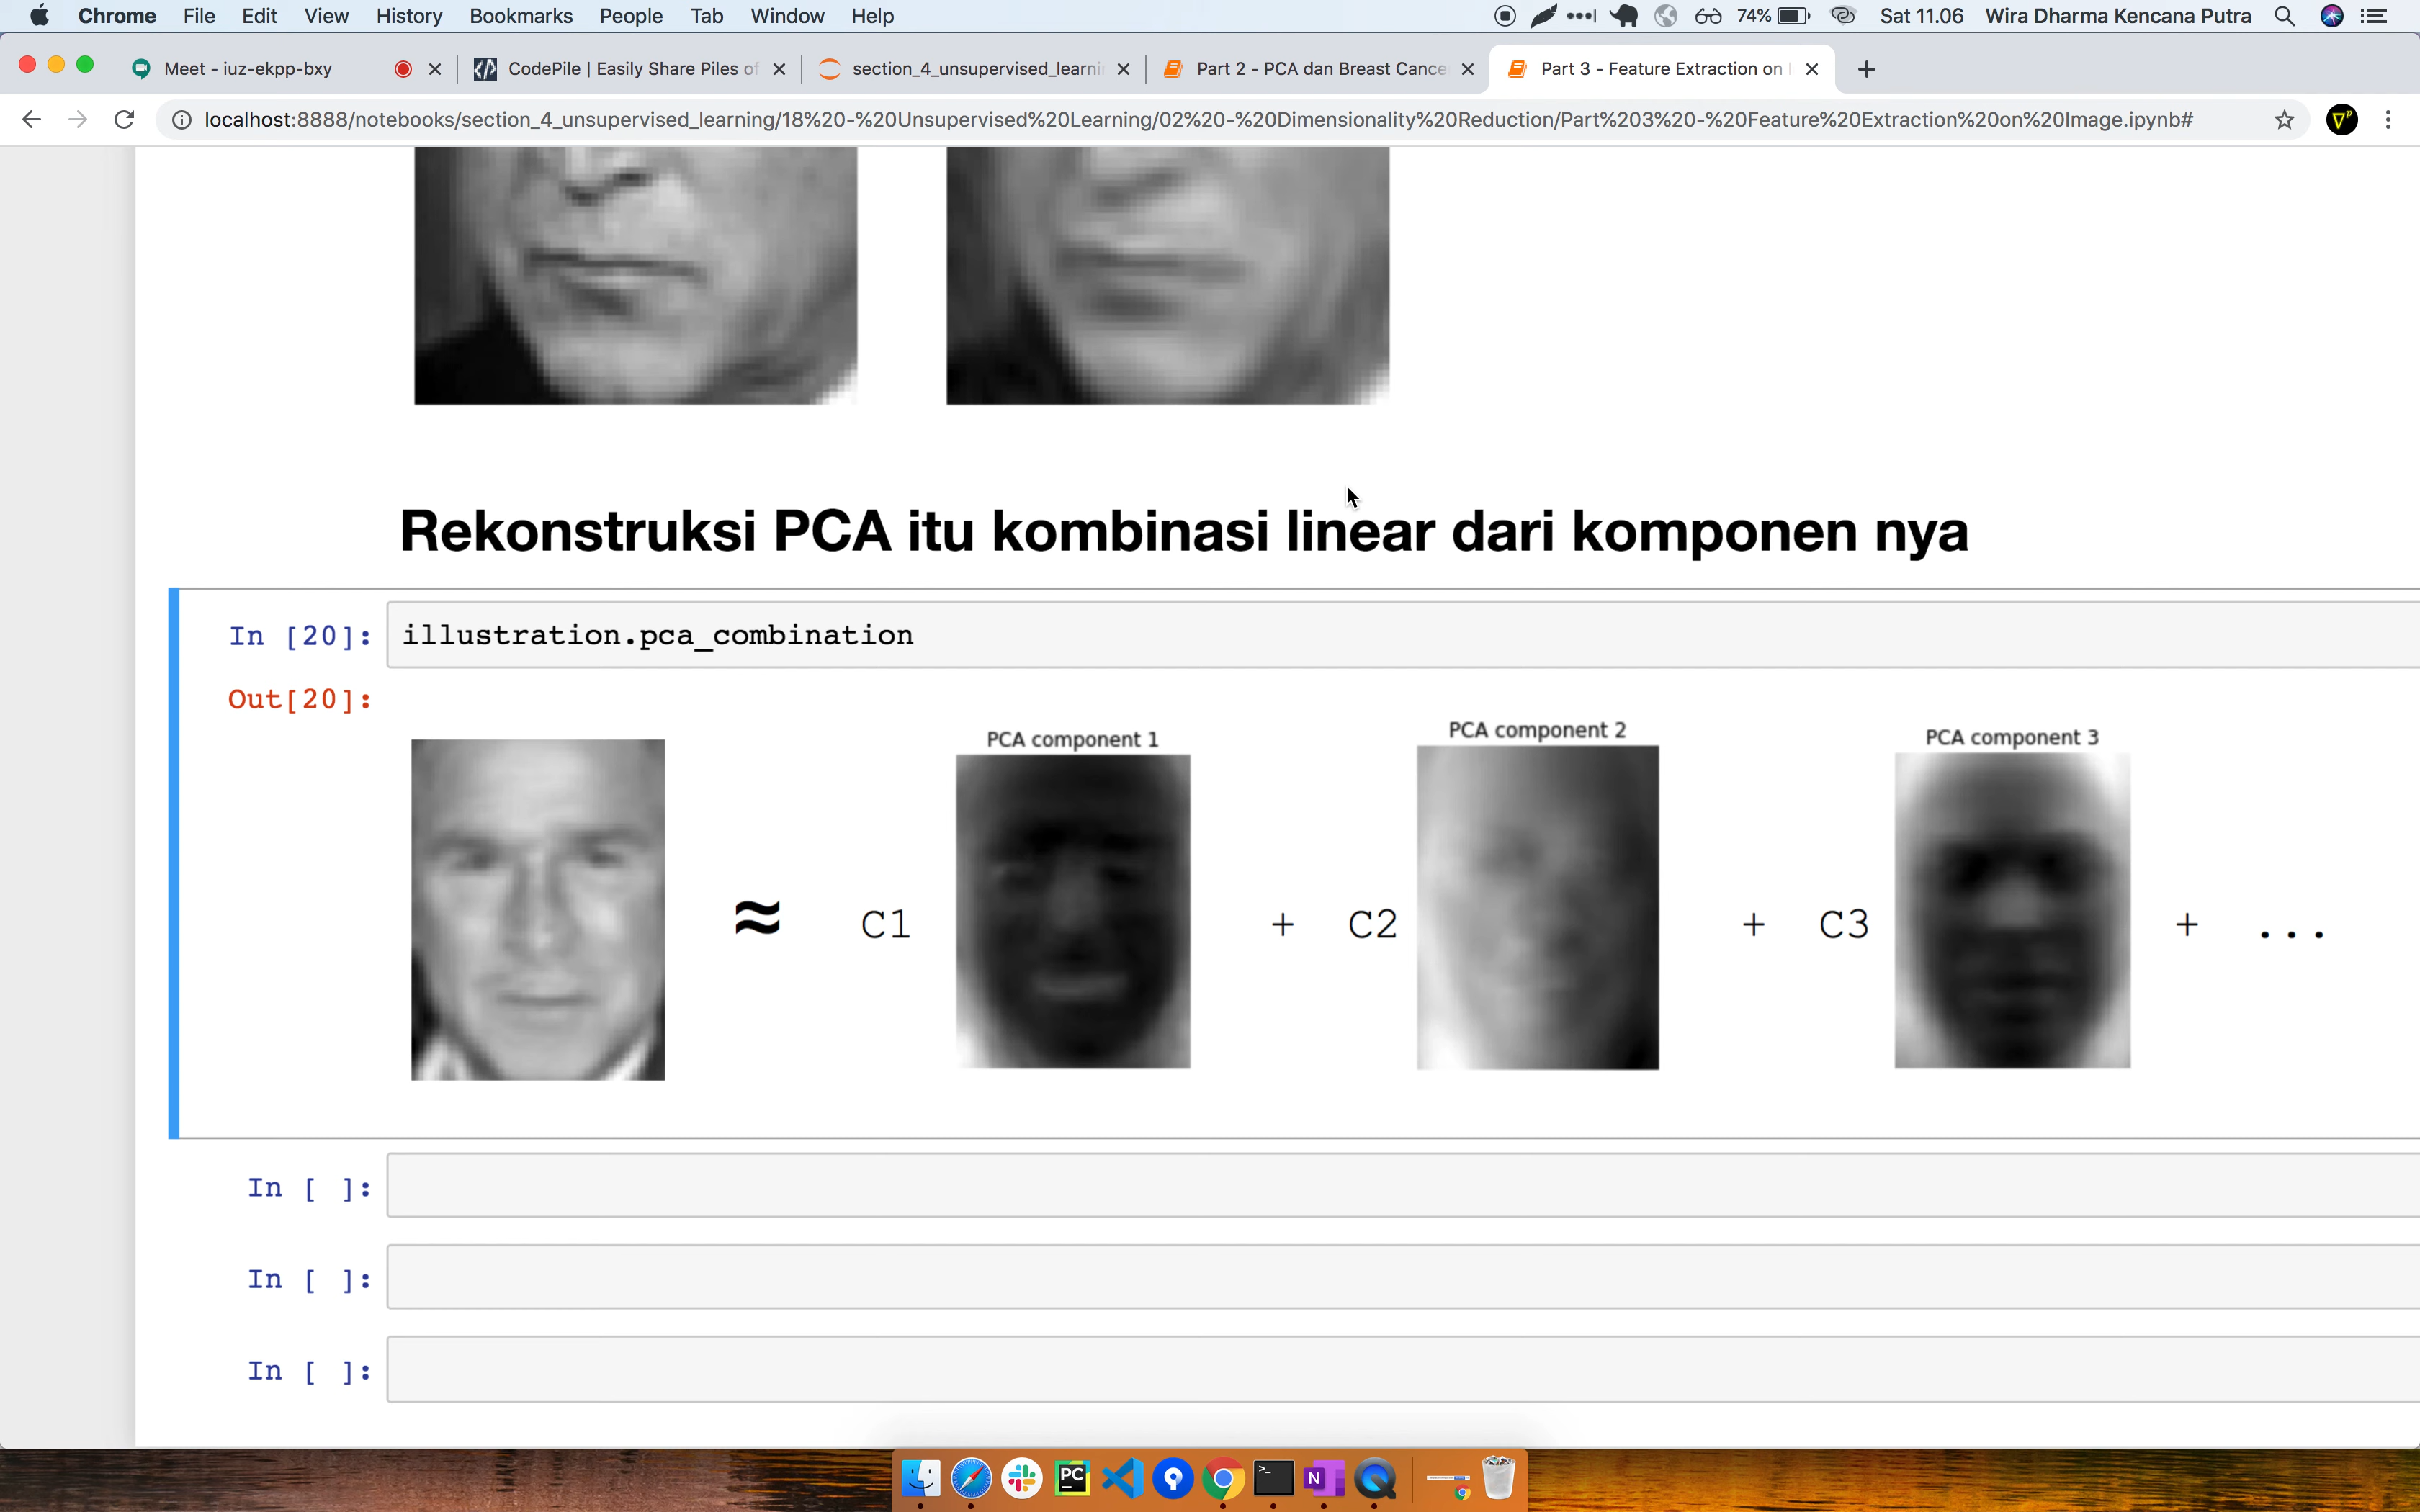 Chrome File Edit View History Bookmarks People Tab Window Help 74% Sat 11.06 Wira Dharma Kencana Putra
Meet - iuz-ekpp-bxy CodePile | Easily Share Piles of section_4_unsupervised_learni Part 2 - PCA dan Breast Cance Part 3 - Feature Extraction on
localhost:8888/notebooks/section_4_unsupervised_learning/18%20-%20Unsupervised%20Learning/02%20-%20Dimensionality%20Reduction/Part%203%20-%20Feature%20Extraction%20on%20Image.ipynb#
Rekonstruksi PCA itu kombinasi linear dari komponen nya
In [20]: illustration.pca_combination
Out[20]:
PCA component 1 PCA component 2 PCA component 3
≈ C1 + C2 + C3 + ...
In [ ]:
In [ ]:
In [ ]:
PC N